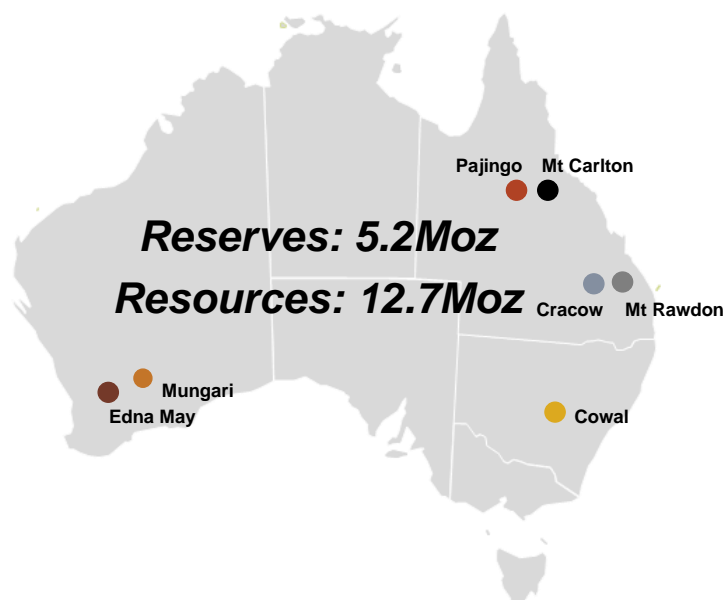 Pajingo Mt Carlton
Reserves: 5.2Moz
Resources: 12.7Moz
Cracow Mt Rawdon
Mungari
Edna May
Cowal